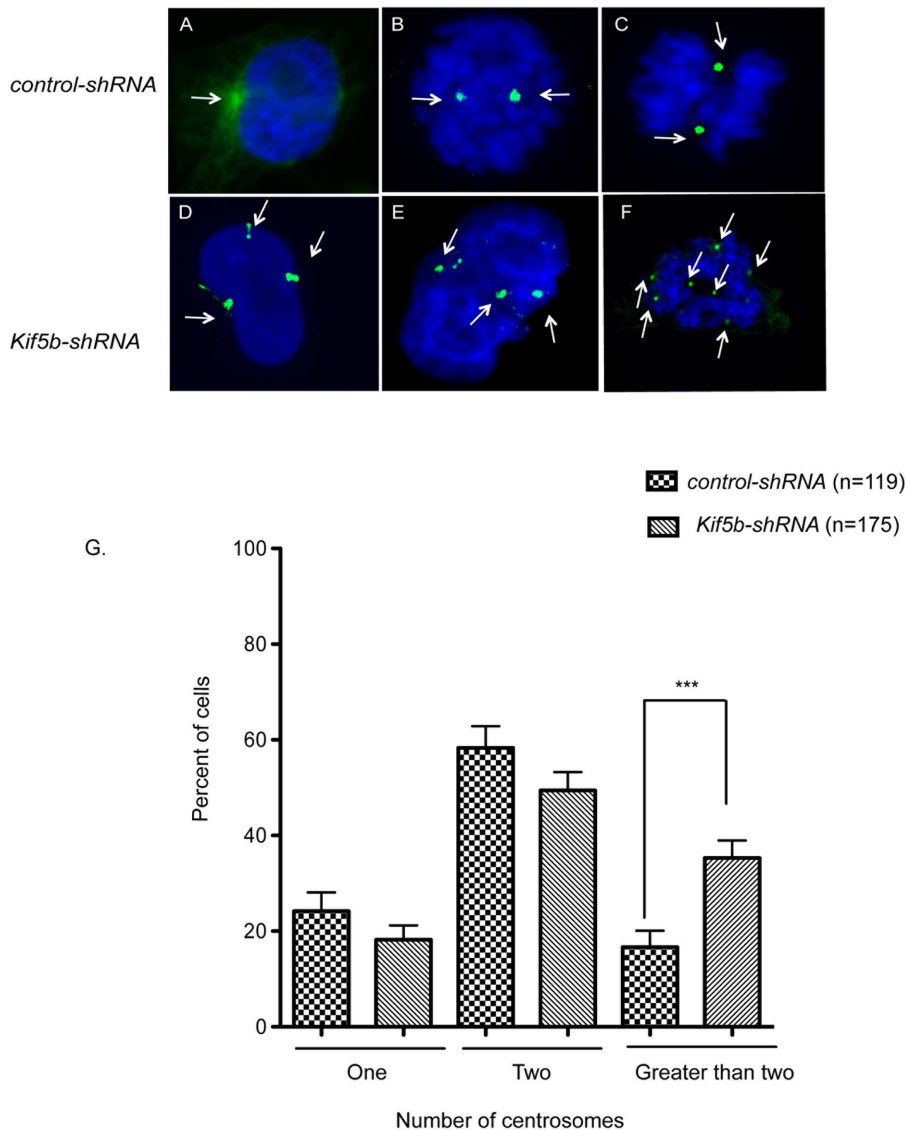 A
B
C
control-shRNA
D
E
F
Kif5b-shRNA
control-shRNA (n=119)
Kif5b-shRNA (n=175)
G.
100
80
60
40
20
0
Percent of cells
***
One
Two
Greater than two
Number of centrosomes